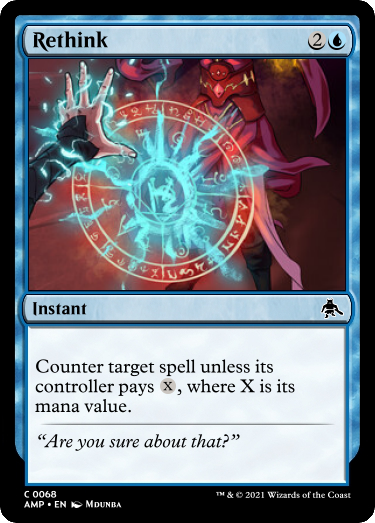 Rethink 2
Instant
Counter target spell unless its
controller pays X, where X is its
mana value.
“Are you sure about that?”
C 0068
AMP • EN Mdunba
™ & © 2021 Wizards of the Coast